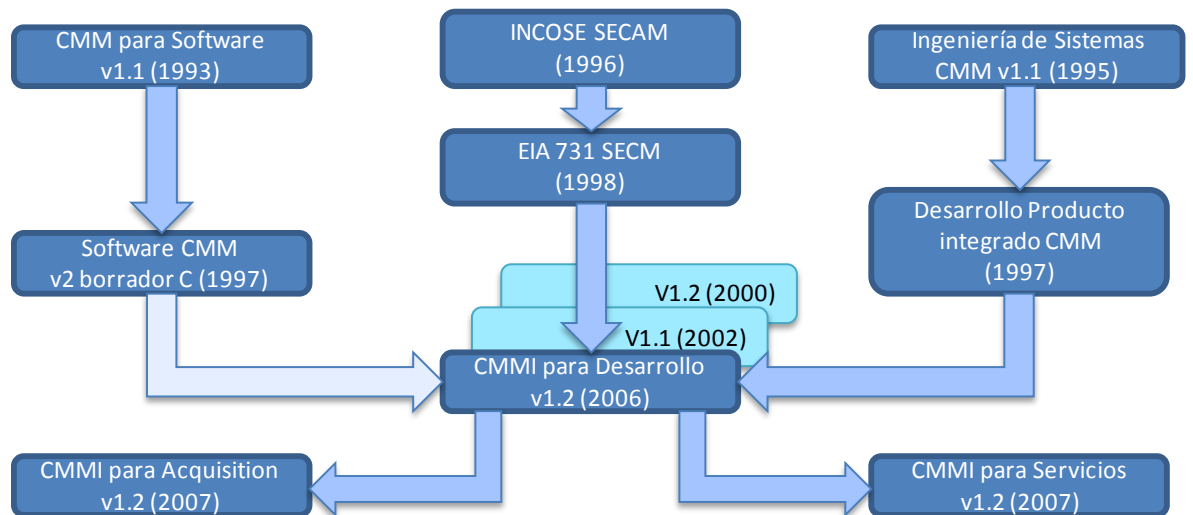 CMM para Software
v1.1 (1993)
INCOSE SECAM
(1996)
Ingeniería de Sistemas
CMM v1.1 (1995)
EIA 731 SECM
(1998)
Software CMM
v2 borrador C (1997)
Desarrollo Producto
integrado CMM
(1997)
V1.2 (2000)
V1.1 (2002)
CMMI para Desarrollo
v1.2 (2006)
CMMI para Acquisition
v1.2 (2007)
CMMI para Servicios
v1.2 (2007)